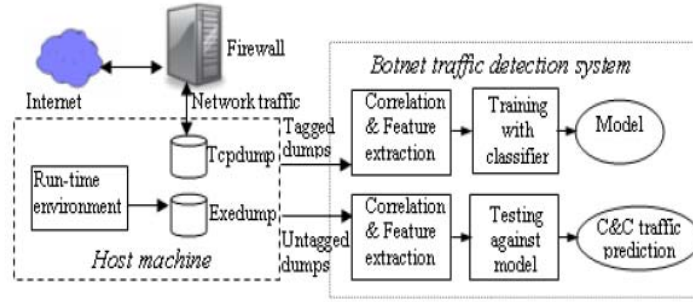 Firewall
Internet
Network traffic
Botnet traffic detection system
Tcpdump
Tagged
dumps
Correlation
& Feature
extraction
Training
with
classifier
Model
Run-time
environment
Exedump
Untagged
dumps
Correlation
& Feature
extraction
Testing
against
model
C&C traffic
prediction
Host machine